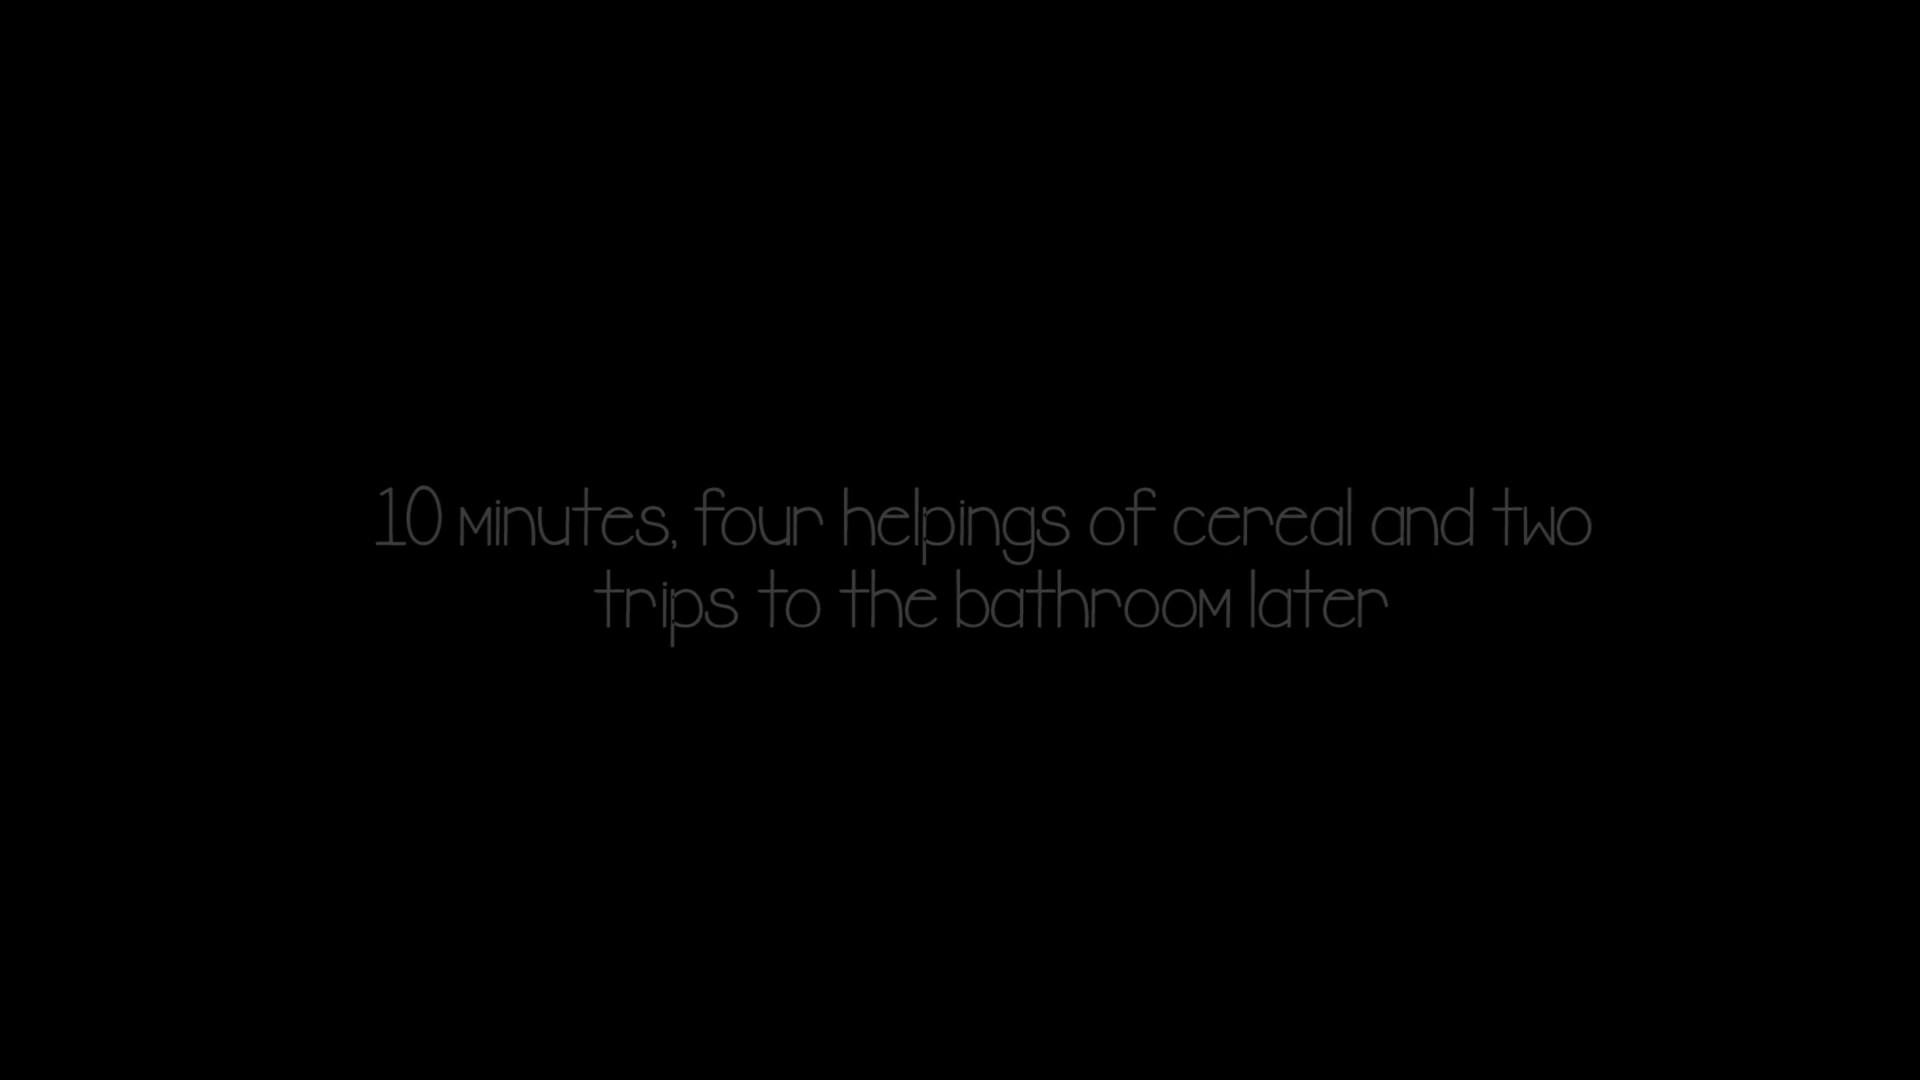 10 minutes, four helpings of cereal and two
trips to the bathroom later